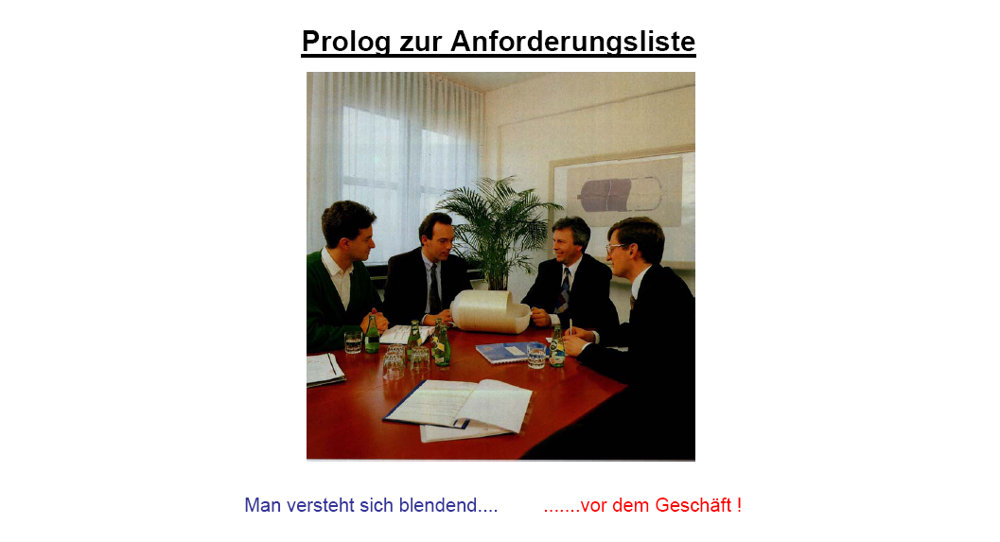 Prolog zur Anforderungsliste
Man versteht sich blendend.... .......vor dem Geschäft !